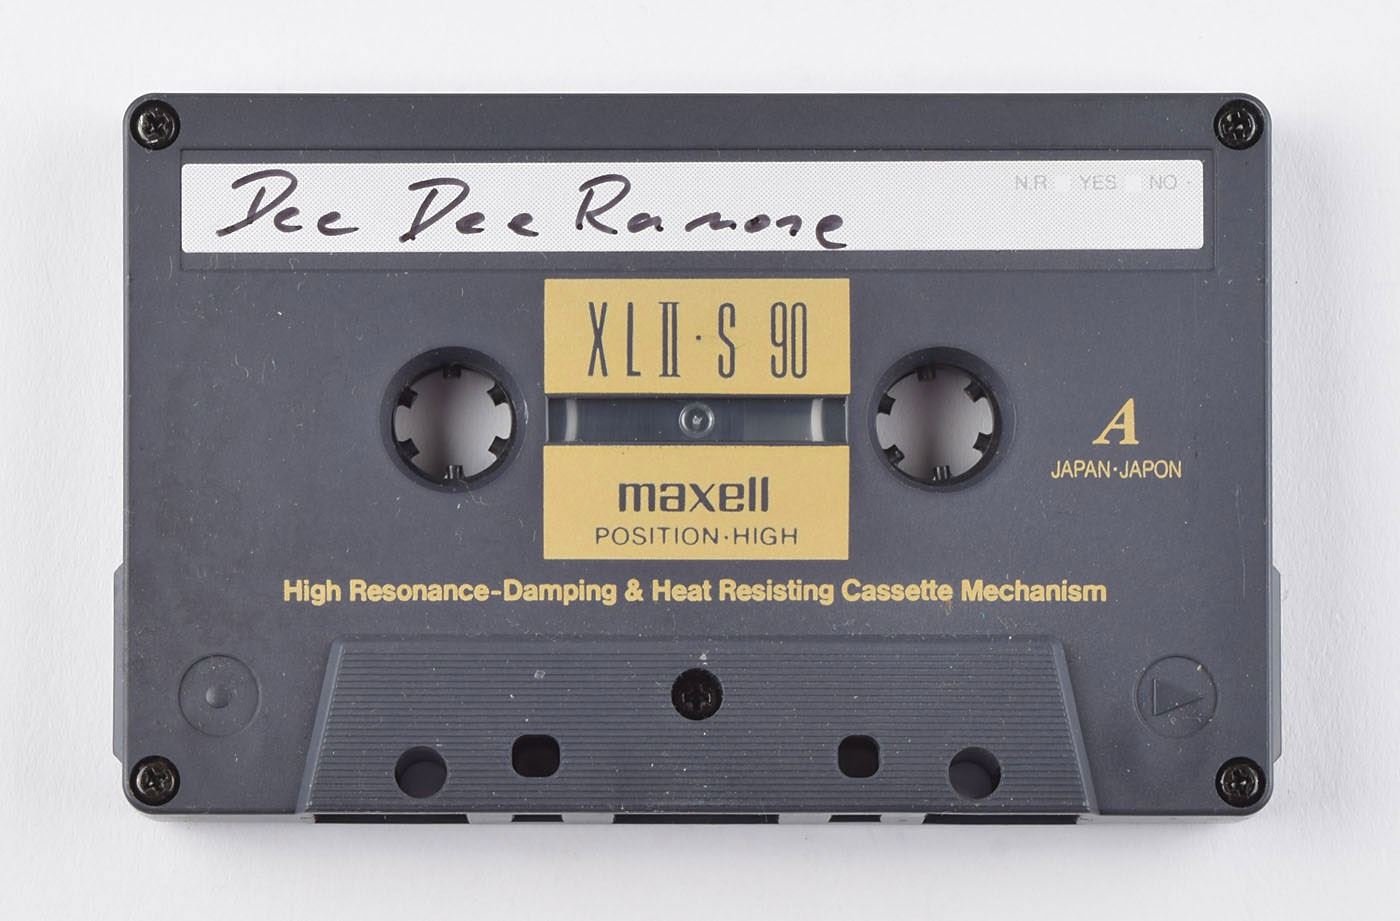 Dee Dee Ramone
N.R YES NO
XLII·S 90
maxell
POSITION·HIGH
A
JAPAN·JAPON
High Resonance-Damping & Heat Resisting Cassette Mechanism